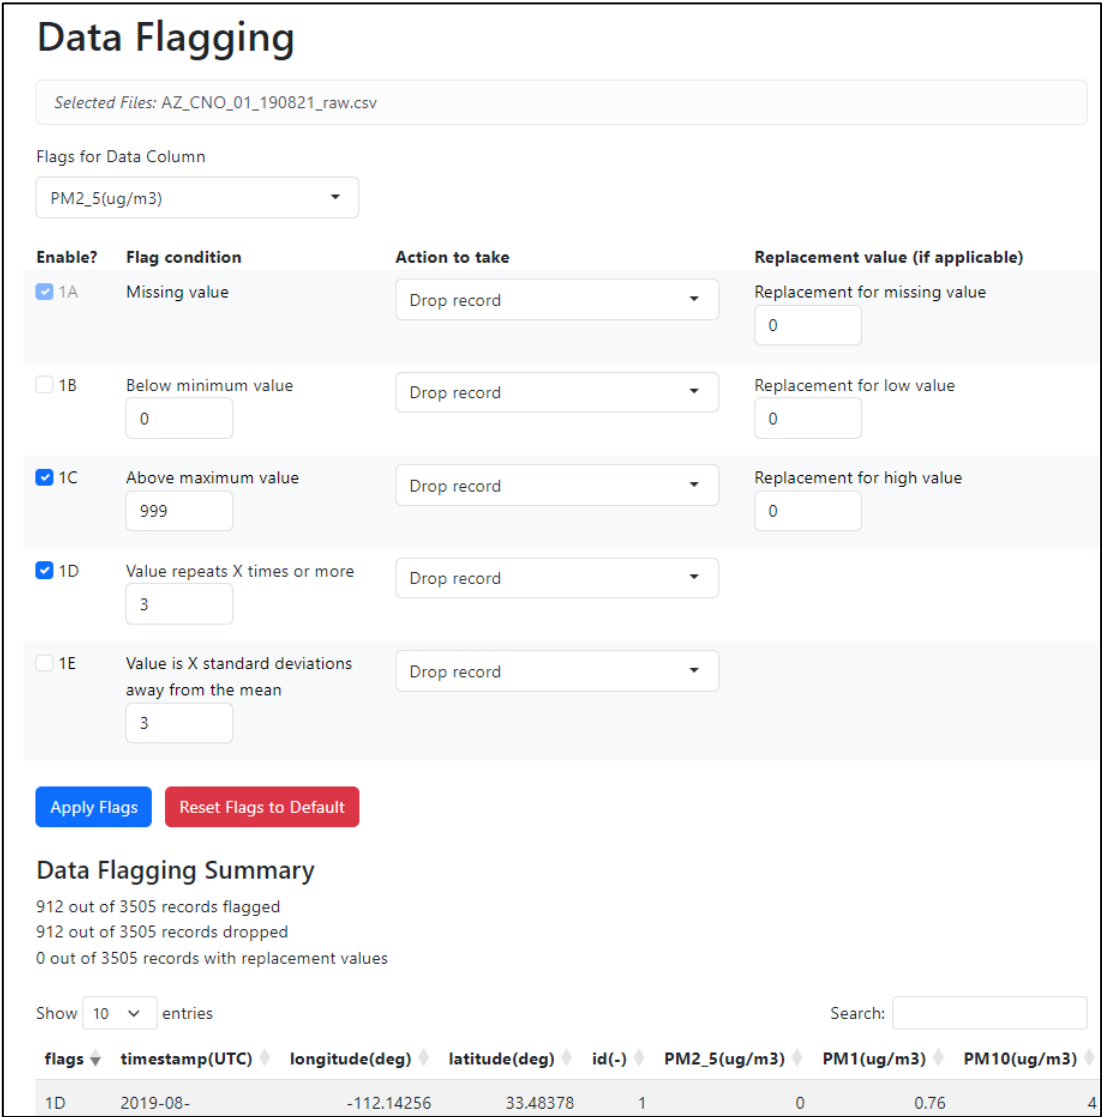 Data Flagging
Selected Files: AZ_CNO_01_190821_raw.csv
Flags for Data Column
PM2_5(ug/m3)
Enable? Flag condition Action to take Replacement value (if applicable)
1A Missing value Drop record Replacement for missing value
0
1B Below minimum value Drop record Replacement for low value
0 0
1C Above maximum value Drop record Replacement for high value
999 0
1D Value repeats X times or more Drop record
3
1E Value is X standard deviations Drop record
away from the mean
3
Apply Flags Reset Flags to Default
Data Flagging Summary
912 out of 3505 records flagged
912 out of 3505 records dropped
0 out of 3505 records with replacement values
Show 10 entries Search:
flags timestamp(UTC) longitude(deg) latitude(deg) id(-) PM2_5(ug/m3) PM1(ug/m3) PM10(ug/m3)
1D 2019-08- -112.14256 33.48378 1 0 0.76 4